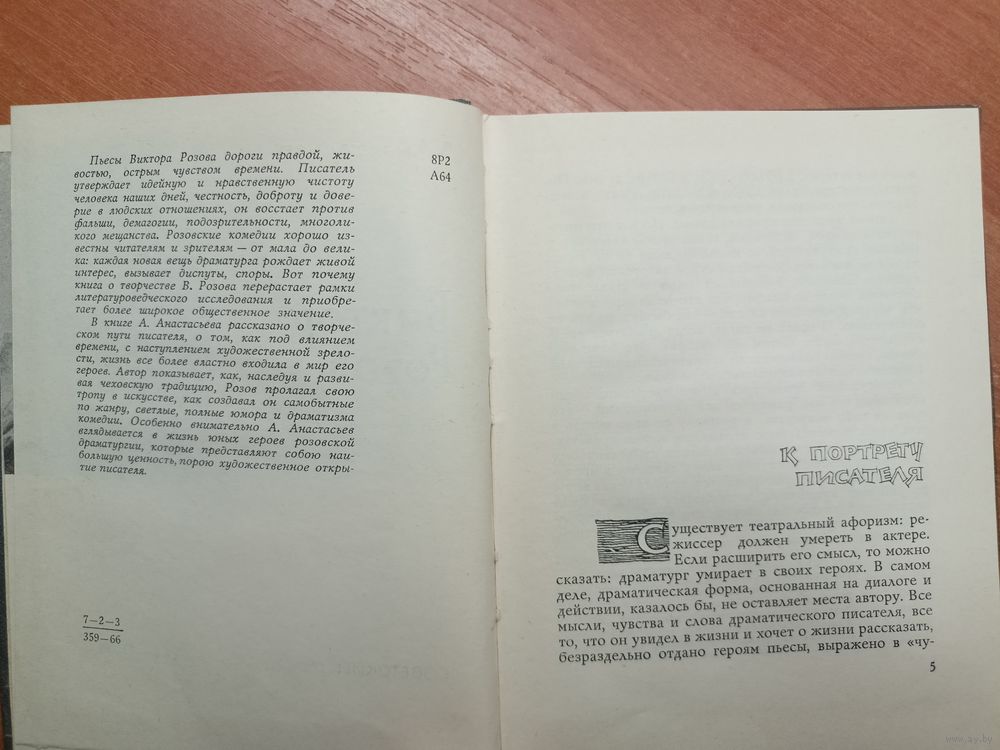 Пьесы Виктора Розова дороги правдой, жи-
востью, острым чувством времени. Писатель
утверждает идейную и нравственную чистоту
человека наших дней, честность, доброту и дове-
рие в людских отношениях, он восстает против
фальши, демагогии, подозрительности, многоли-
кого мещанства. Розовские комедии хорошо из-
вестны читателям и зрителям — от мала до вели-
ка: каждая новая вещь драматурга рождает живой
интерес, вызывает диспуты, споры. Вот почему
книга о творчестве В. Розова перерастает рамки
литературоведческого исследования и приобре-
тает более широкое общественное значение.
В книге А. Анастасьева рассказано о творче-
ском пути писателя, о том, как под влиянием
времени, с наступлением художественной зрело-
сти, жизнь все более властно входила в мир его
героев. Автор показывает, как, наследуя и разви-
вая чеховскую традицию, Розов пролагал свою
тропу в искусстве, как создавал он самобытные
по жанру, светлые, полные юмора и драматизма
комедии. Особенно внимательно А. Анастасьев
вглядывается в жизнь юных героев розовской
драматургии, которые представляют собою наи-
большую ценность, порою художественное откры-
тие писателя.
8Р2
А64
7—2—3
359—66
К ПОРТРЕТУ
ПИСАТЕЛЯ
Существует театральный афоризм: ре-
жиссер должен умереть в актере.
Если расширить его смысл, то можно
сказать: драматург умирает в своих героях. В самом
деле, драматическая форма, основанная на диалоге и
действии, казалось бы, не оставляет места автору. Все
мысли, чувства и слова драматического писателя, все
то, что он увидел в жизни и хочет о жизни рассказать,
безраздельно отдано героям пьесы, выражено в «чу-
5
www.ay.by